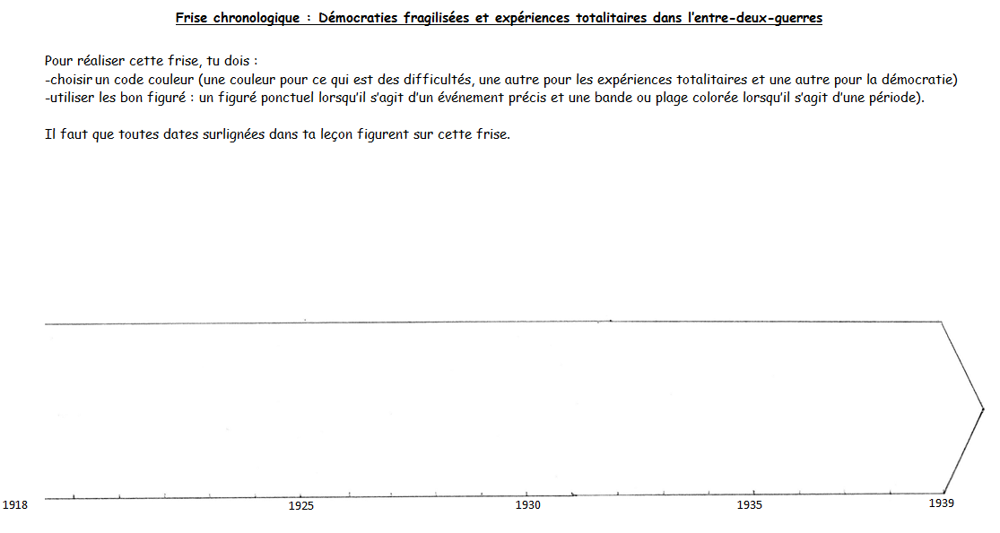 Frise chronologique : Démocraties fragilisées et expériences totalitaires dans l'entre-deux-guerres
Pour réaliser cette frise, tu dois :
-choisir un code couleur (une couleur pour ce qui est des difficultés, une autre pour les expériences totalitaires et une autre pour la démocratie)
-utiliser les bon figuré : un figuré ponctuel lorsqu'il s'agit d'un événement précis et une bande ou plage colorée lorsqu'il s'agit d'une période).
Il faut que toutes dates surlignées dans ta leçon figurent sur cette frise.
1918 1925 1930 1935 1939